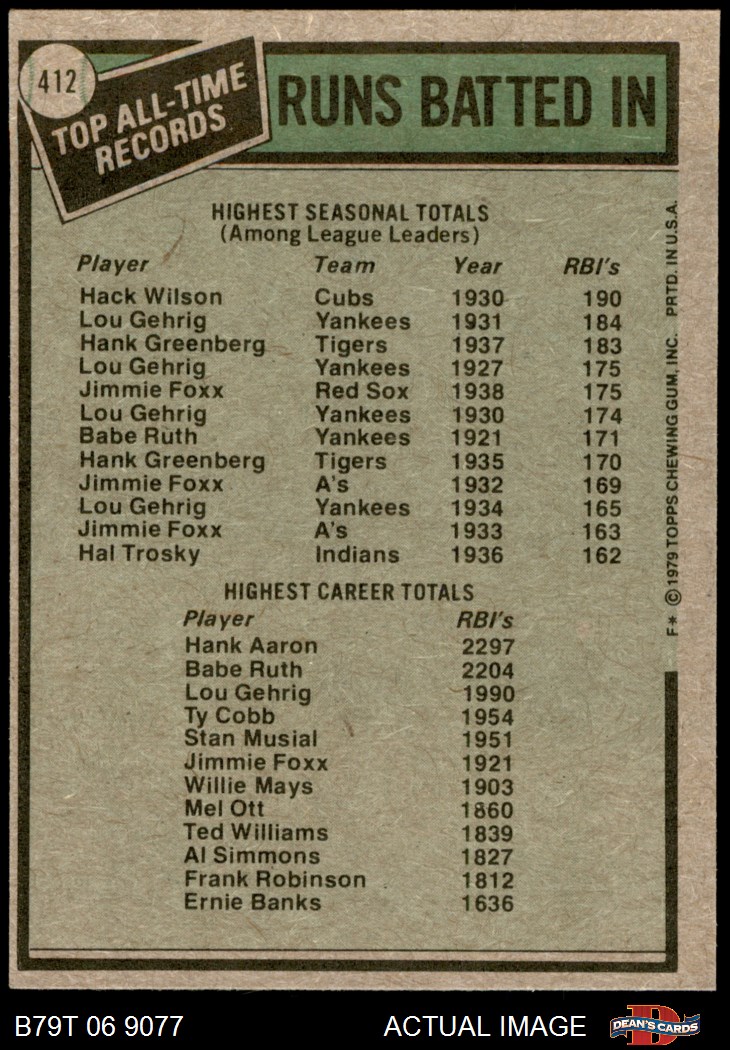 412
TOP ALL-TIME
RECORDS
RUNS BATTED IN
HIGHEST SEASONAL TOTALS
(Among League Leaders)
Player Team Year RBI's
Hack Wilson Cubs 1930 190
Lou Gehrig Yankees 1931 184
Hank Greenberg Tigers 1937 183
Lou Gehrig Yankees 1927 175
Jimmie Foxx Red Sox 1938 175
Lou Gehrig Yankees 1930 174
Babe Ruth Yankees 1921 171
Hank Greenberg Tigers 1935 170
Jimmie Foxx A's 1932 169
Lou Gehrig Yankees 1934 165
Jimmie Foxx A's 1933 163
Hal Trosky Indians 1936 162
HIGHEST CAREER TOTALS
Player RBI's
Hank Aaron 2297
Babe Ruth 2204
Lou Gehrig 1990
Ty Cobb 1954
Stan Musial 1951
Jimmie Foxx 1921
Willie Mays 1903
Mel Ott 1860
Ted Williams 1839
Al Simmons 1827
Frank Robinson 1812
Ernie Banks 1636
F* © 1979 TOPPS CHEWING GUM, INC. PRTD. IN U.S.A.
B79T 06 9077 ACTUAL IMAGE D DEAN'S CARDS